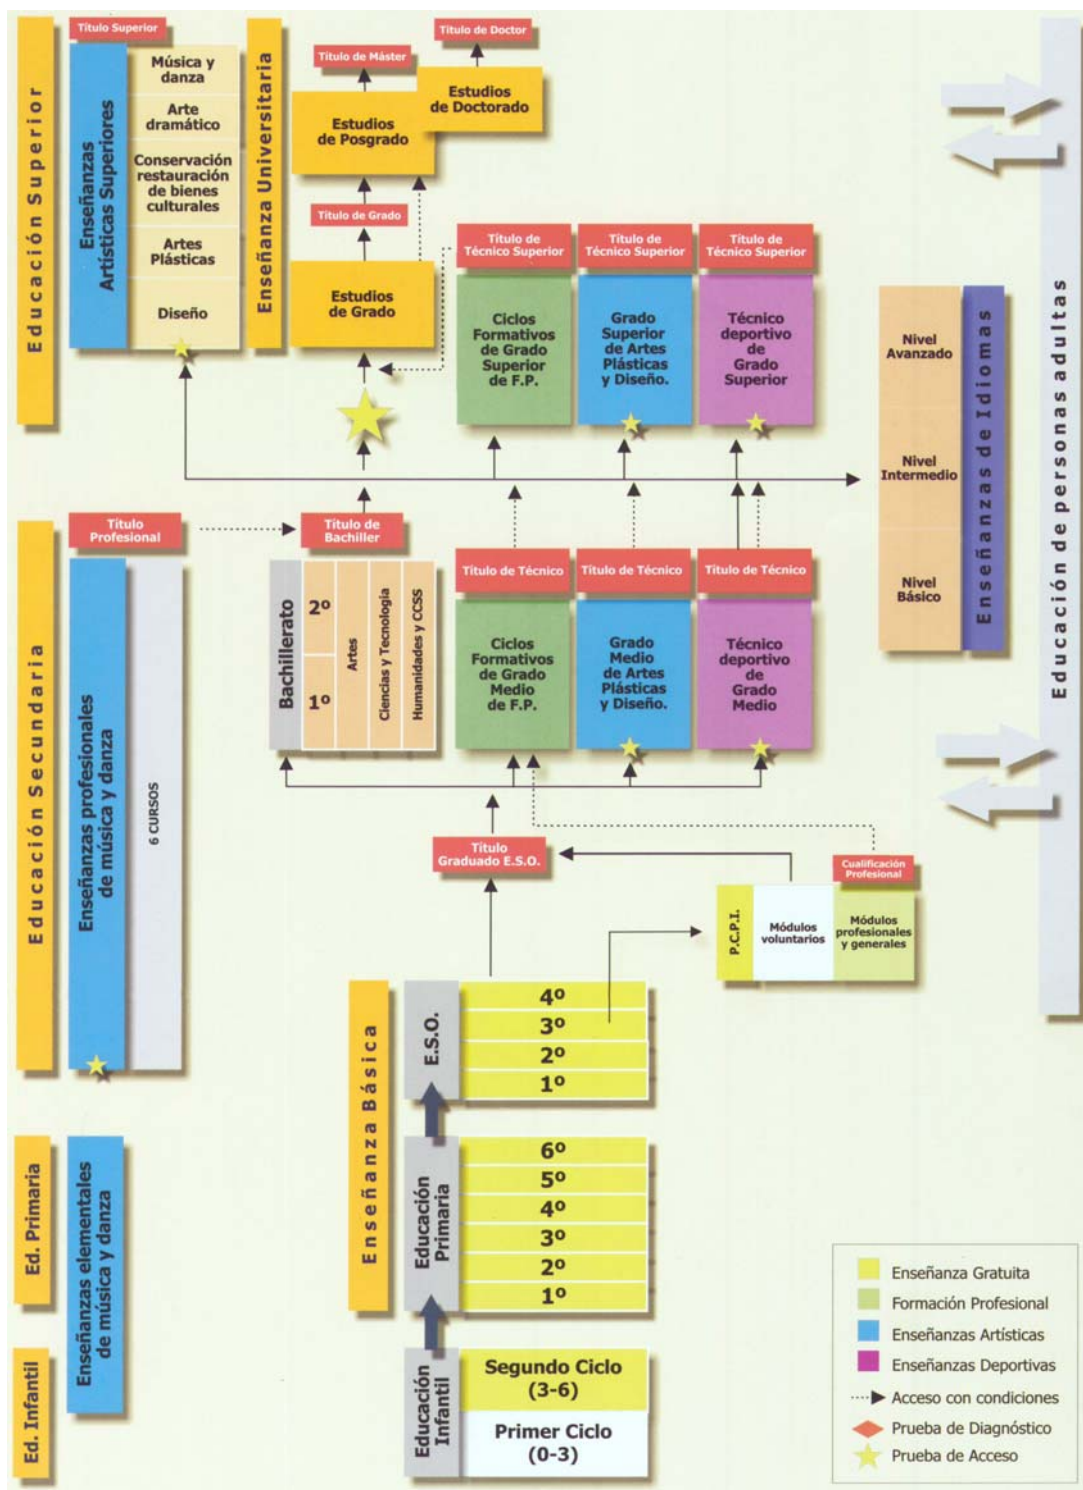 Educación Superior
Título Superior
Enseñanzas
Artísticas Superiores
Música y
danza
Arte
dramático
Conservación
restauración
de bienes
culturales
Artes
Plásticas
Diseño
Enseñanza Universitaria
Título de Doctor
Título de Máster
Estudios
de Doctorado
Estudios
de Posgrado
Título de Grado
Estudios
de Grado
Título de
Técnico Superior
Título de
Técnico Superior
Título de
Técnico Superior
Ciclos
Formativos
de Grado
Superior
de F.P.
Grado
Superior
de Artes
Plásticas
y Diseño.
Técnico
deportivo
de
Grado
Superior
Nivel
Avanzado
Nivel
Intermedio
Nivel
Básico
Enseñanzas de Idiomas
Educación de personas adultas
Educación Secundaria
Título
Profesional
Enseñanzas profesionales
de música y danza
6 CURSOS
Título de
Bachiller
Bachillerato
2º
1º
Artes
Ciencias y Tecnología
Humanidades y CCSS
Título de Técnico
Título de Técnico
Título de Técnico
Ciclos
Formativos
de Grado
Medio
de F.P.
Grado
Medio
de Artes
Plásticas
y Diseño.
Técnico
deportivo
de
Grado
Medio
Título
Graduado E.S.O.
Cualificación
Profesional
P.C.P.I.
Módulos
voluntarios
Módulos
profesionales
y generales
Enseñanza Básica
E.S.O.
4º
3º
2º
1º
Ed. Primaria
Enseñanzas elementales
de música y danza
Educación
Primaria
6º
5º
4º
3º
2º
1º
Ed. Infantil
Educación
Infantil
Segundo Ciclo
(3-6)
Primer Ciclo
(0-3)
Enseñanza Gratuita
Formación Profesional
Enseñanzas Artísticas
Enseñanzas Deportivas
Acceso con condiciones
Prueba de Diagnóstico
Prueba de Acceso